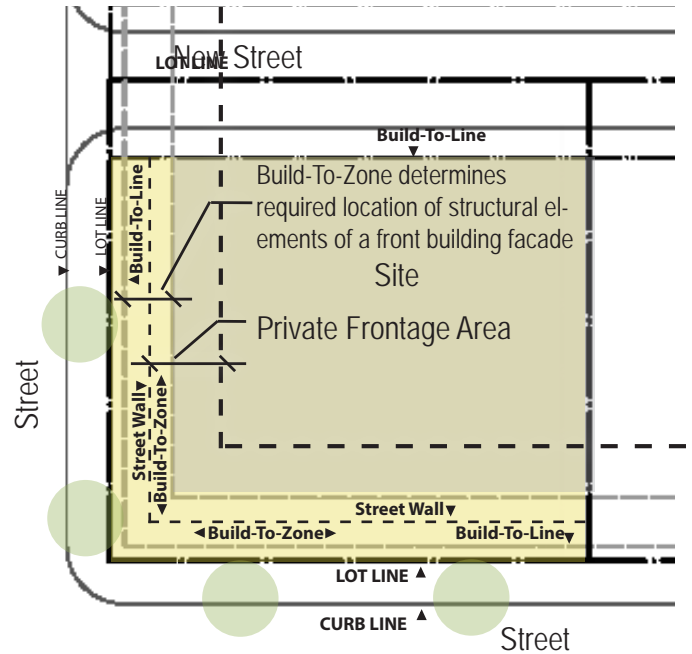 New Street
LOT LINE
Build-To-Line
Build-To-Zone determines
required location of structural el-
ements of a front building facade
Site
Private Frontage Area
CURB LINE
LOT LINE
Build-To-Line
Street
Street Wall
Build-To-Zone
Street Wall
Build-To-Zone
Build-To-Line
LOT LINE
CURB LINE
Street